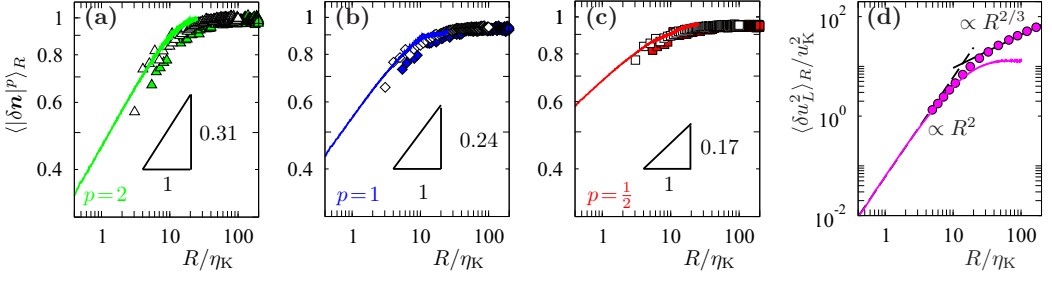 (a)
(b)
(c)
(d)
⟨|δn|^p⟩_R
1
0.8
0.6
0.4
0.31
1
p=2
1 10 100
R/η_K
1
0.8
0.6
0.4
0.24
1
p=1
1 10 100
R/η_K
1
0.8
0.6
0.4
0.17
1
p=1/2
1 10 100
R/η_K
⟨δu_L^2⟩_R/u_K^2
10^2
10^0
10^-2
10^-2
∝R^{2/3}
∝R^2
1 10 100
R/η_K